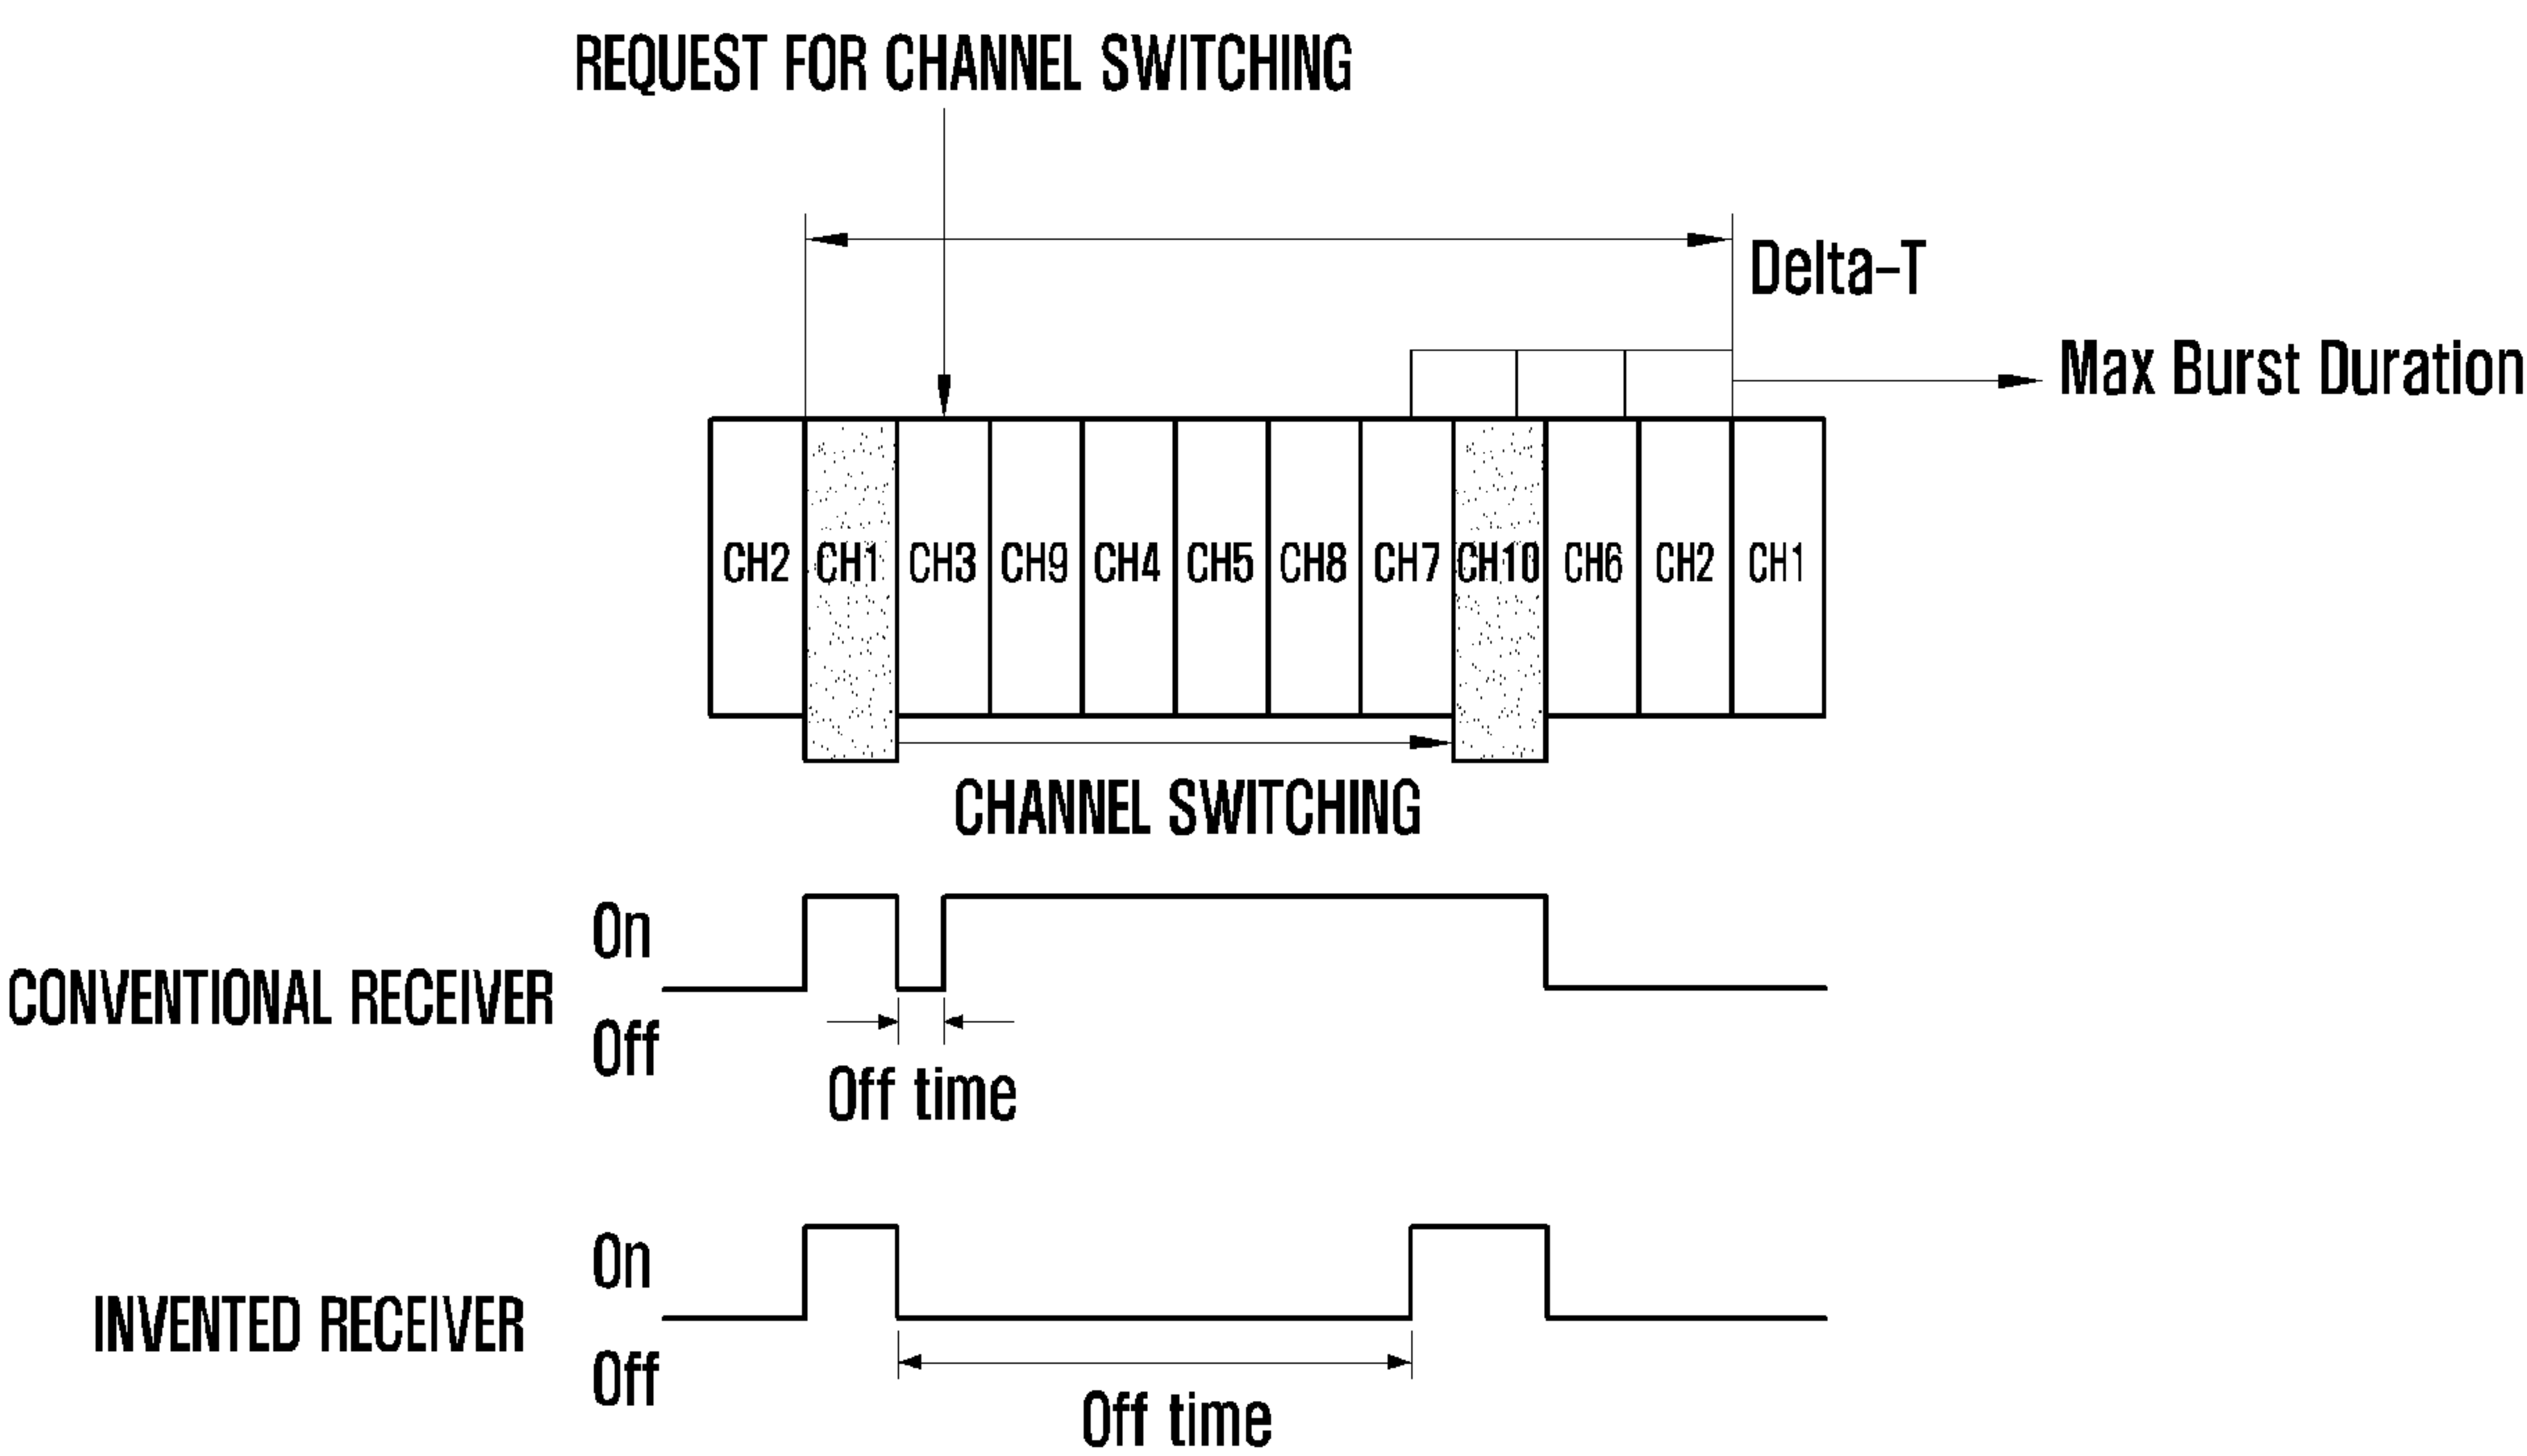 REQUEST FOR CHANNEL SWITCHING
Delta-T
Max Burst Duration
CH2 CH1 CH3 CH9 CH4 CH5 CH8 CH7 CH10 CH6 CH2 CH1
CHANNEL SWITCHING
On
CONVENTIONAL RECEIVER
Off
Off time
On
INVENTED RECEIVER
Off
Off time